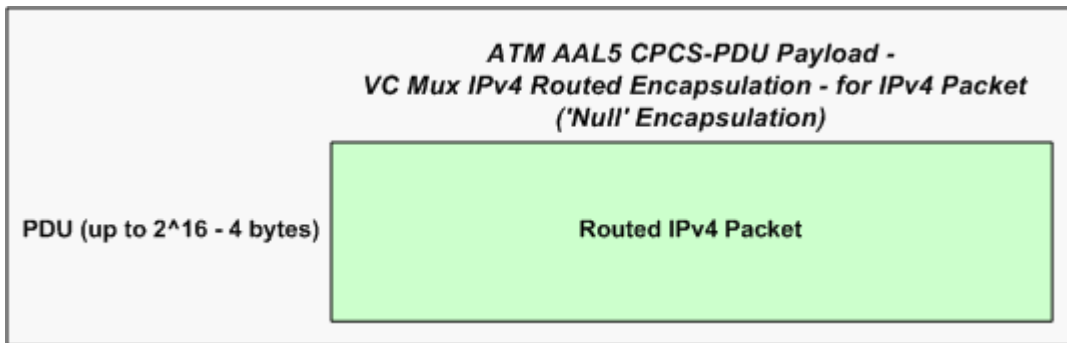 ATM AAL5 CPCS-PDU Payload -
VC Mux IPv4 Routed Encapsulation - for IPv4 Packet
('Null' Encapsulation)
PDU (up to 2^16 - 4 bytes)
Routed IPv4 Packet